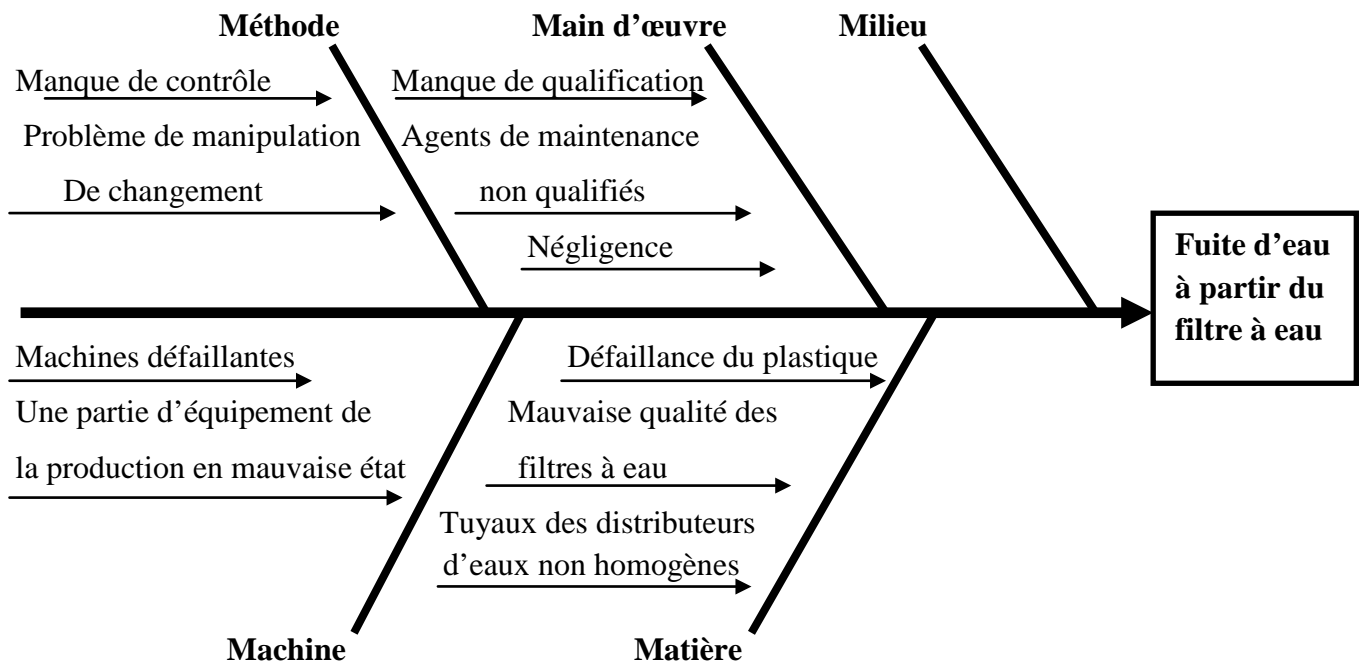 Méthode
Main d’œuvre
Milieu
Manque de contrôle
Manque de qualification
Problème de manipulation
Agents de maintenance
De changement
non qualifiés
Négligence
Fuite d’eau
à partir du
filtre à eau
Machines défaillantes
Défaillance du plastique
Une partie d’équipement de
Mauvaise qualité des
la production en mauvaise état
filtres à eau
Tuyaux des distributeurs
d’eaux non homogènes
Machine
Matière